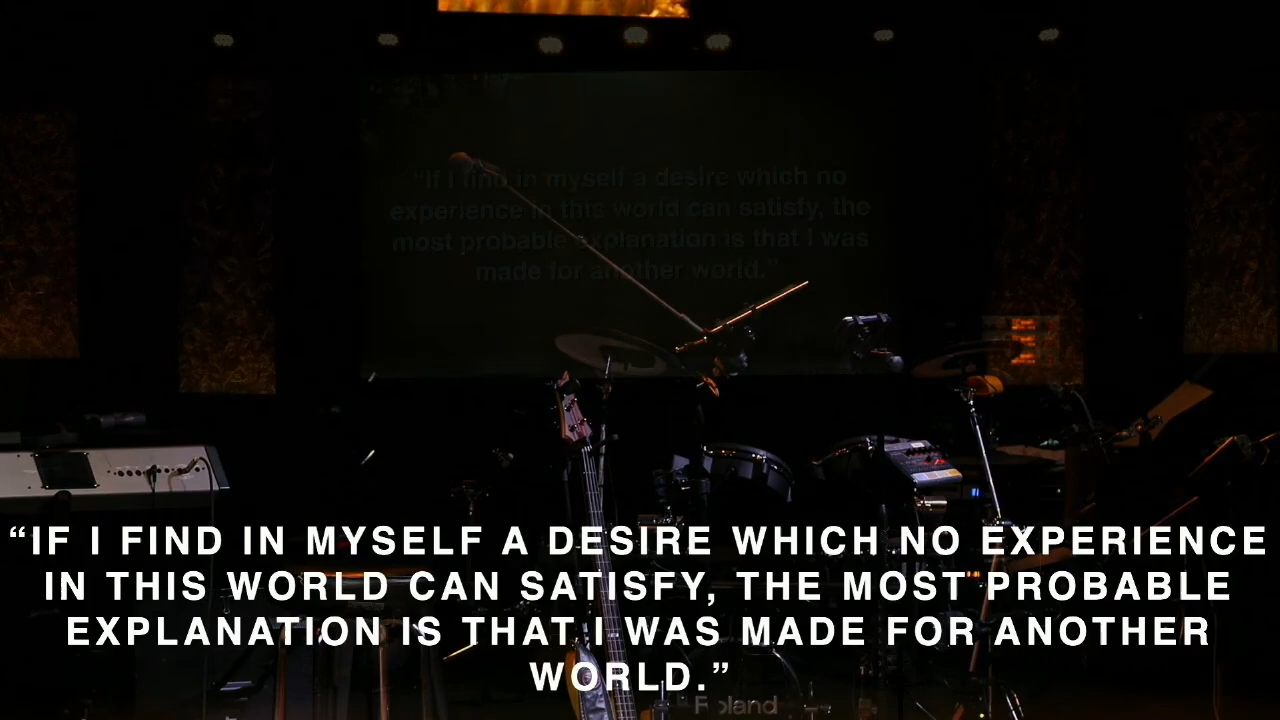 "If I find in myself a desire which no
experience in this world can satisfy, the
most probable explanation is that I was
made for another world."
“IF I FIND IN MYSELF A DESIRE WHICH NO EXPERIENCE
IN THIS WORLD CAN SATISFY, THE MOST PROBABLE
EXPLANATION IS THAT I WAS MADE FOR ANOTHER
WORLD.”
Roland